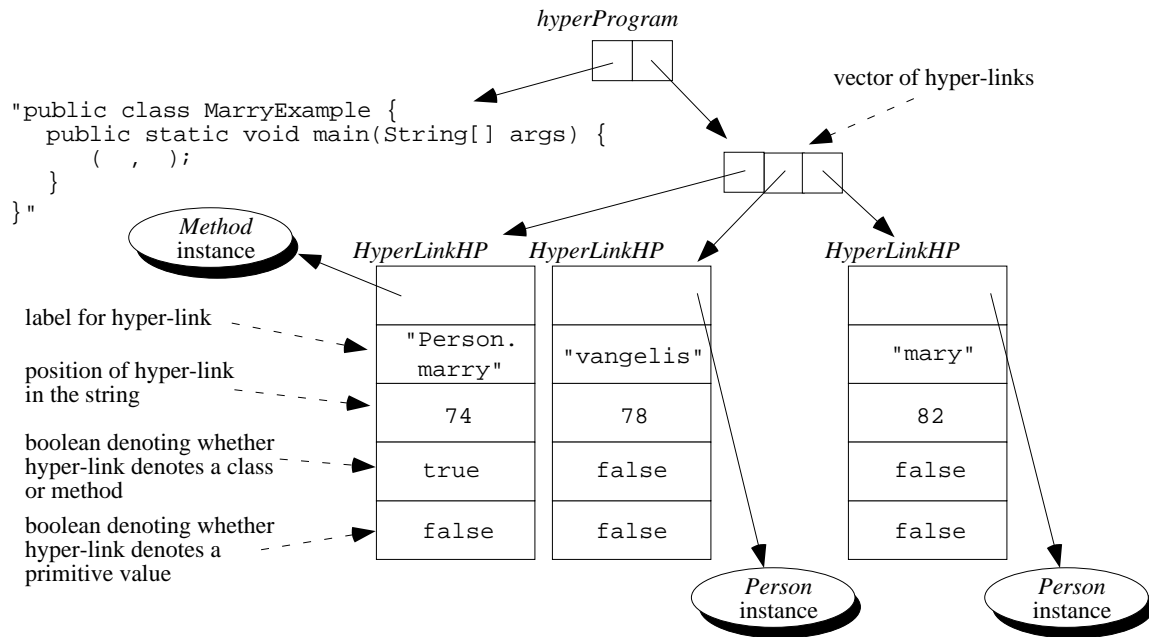 hyperProgram
vector of hyper-links
"public class MarryExample {
public static void main(String[] args) {
( , );
}
}"
Method
instance
HyperLinkHP
HyperLinkHP
HyperLinkHP
label for hyper-link
"Person.
marry"
"vangelis"
"mary"
position of hyper-link
in the string
74
78
82
boolean denoting whether
hyper-link denotes a class
or method
true
false
false
boolean denoting whether
hyper-link denotes a
primitive value
false
false
false
Person
instance
Person
instance